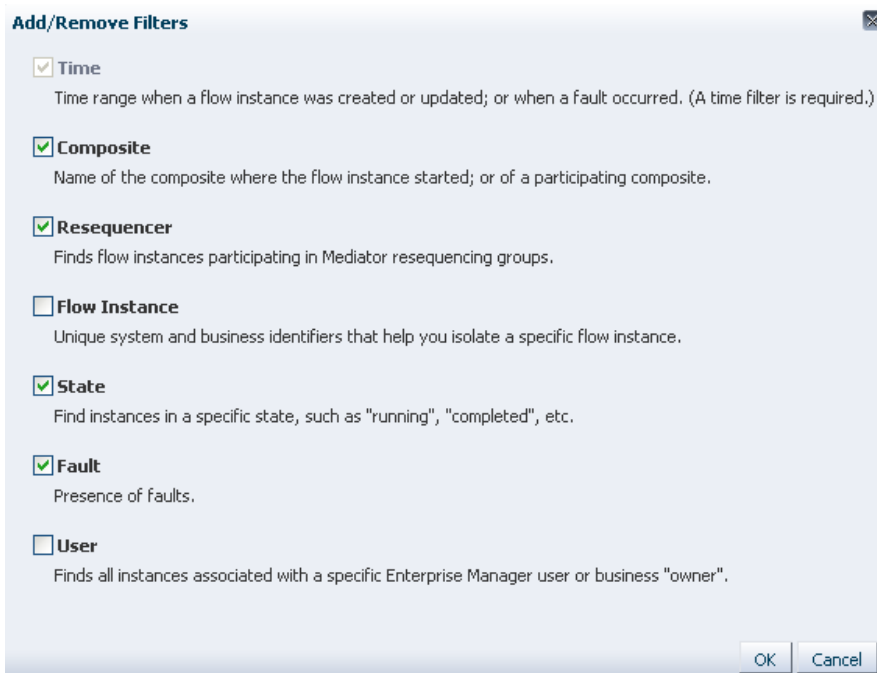 Add/Remove Filters
Time
Time range when a flow instance was created or updated; or when a fault occurred. (A time filter is required.)
Composite
Name of the composite where the flow instance started; or of a participating composite.
Resequencer
Finds flow instances participating in Mediator resequencing groups.
Flow Instance
Unique system and business identifiers that help you isolate a specific flow instance.
State
Find instances in a specific state, such as "running", "completed", etc.
Fault
Presence of faults.
User
Finds all instances associated with a specific Enterprise Manager user or business "owner".
OK Cancel